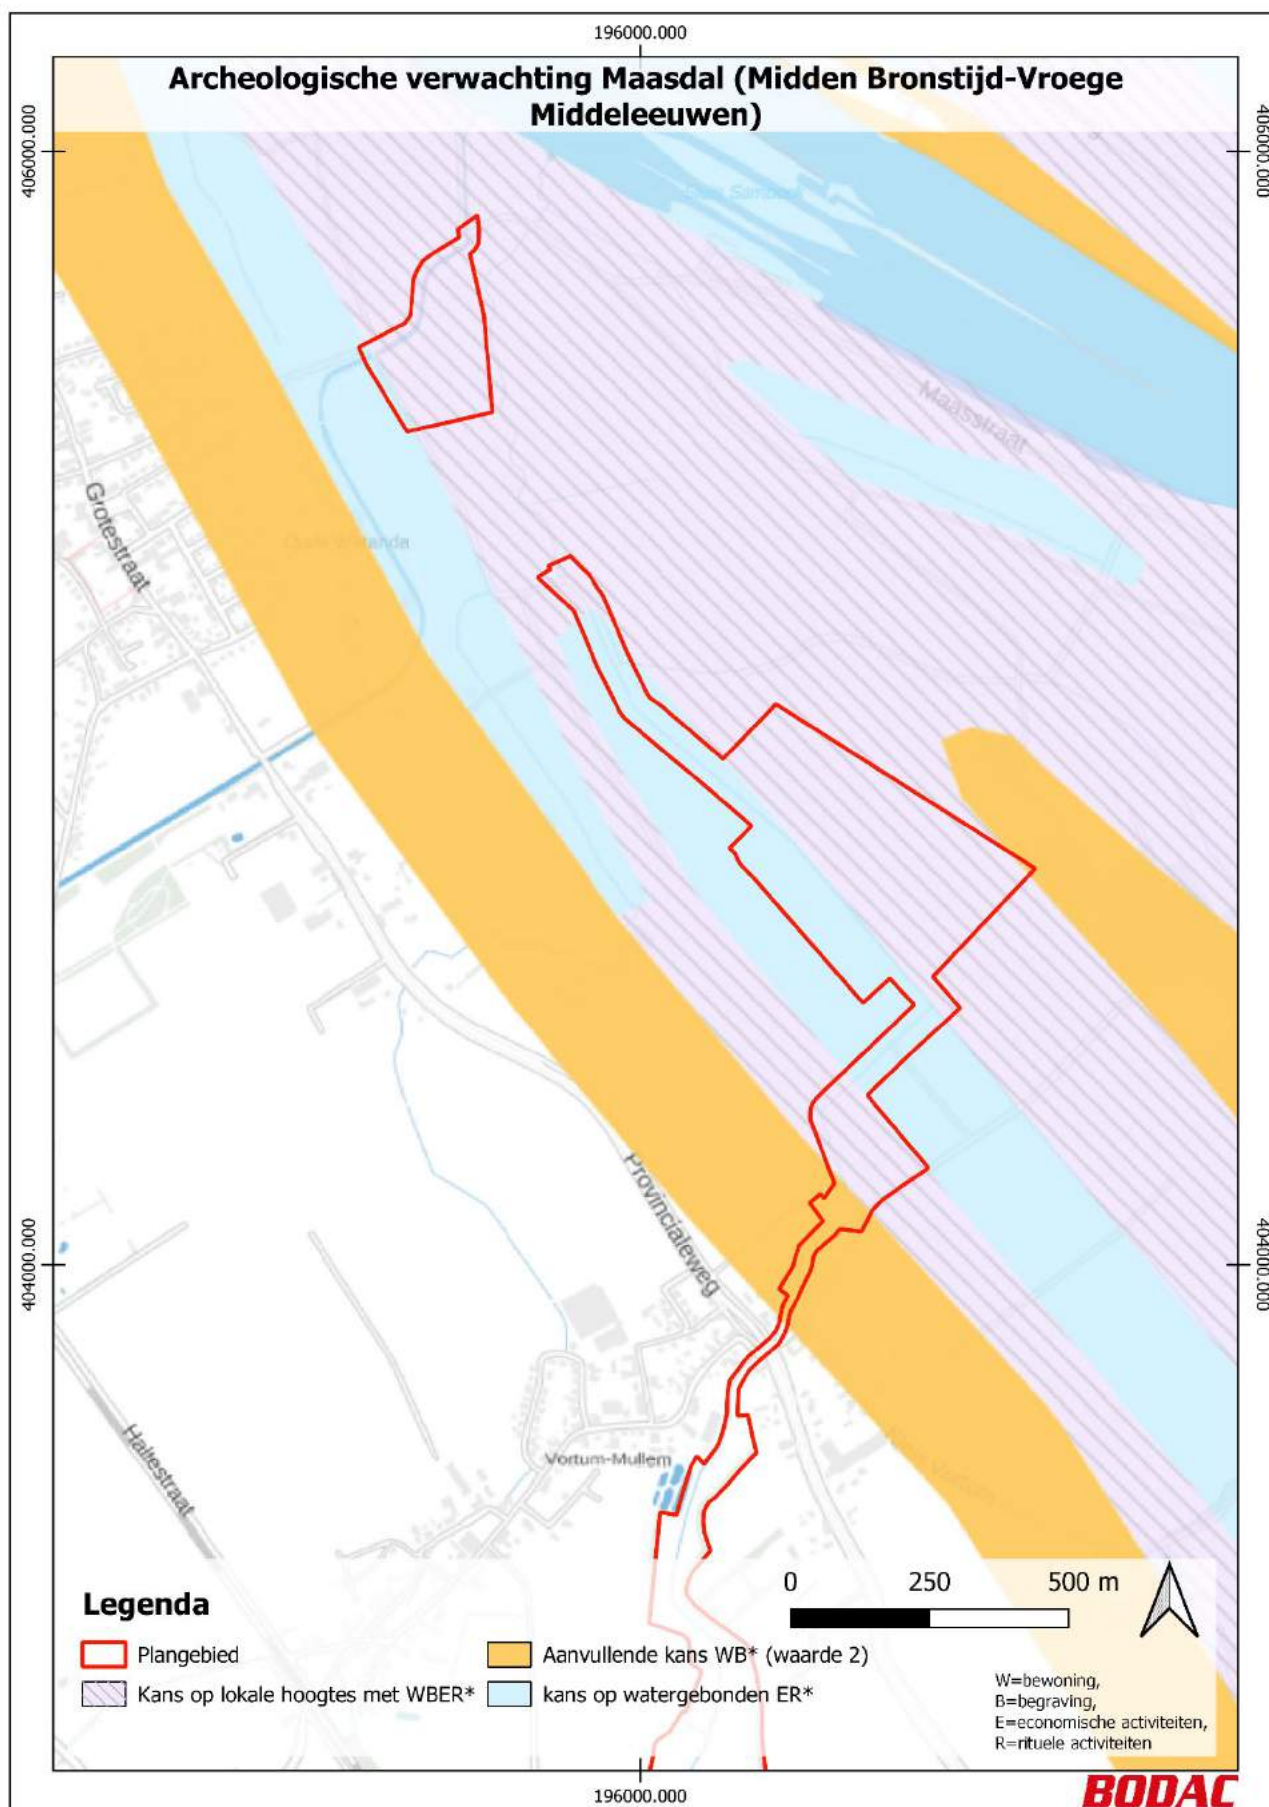 196000.000
Archeologische verwachting Maasdal (Midden Bronstijd-Vroege
Middeleeuwen)
406000.000
406000.000
Maasstraat
Grotestraat
Provincialeweg
404000.000
404000.000
Haltestraat
Vortum-Mullem
0 250 500 m
Legenda
Plangebied
Aanvullende kans WB* (waarde 2)
Kans op lokale hoogtes met WBER*
kans op watergebonden ER*
W=bewoning,
B=begraving,
E=economische activiteiten,
R=rituele activiteiten
196000.000
BODAC